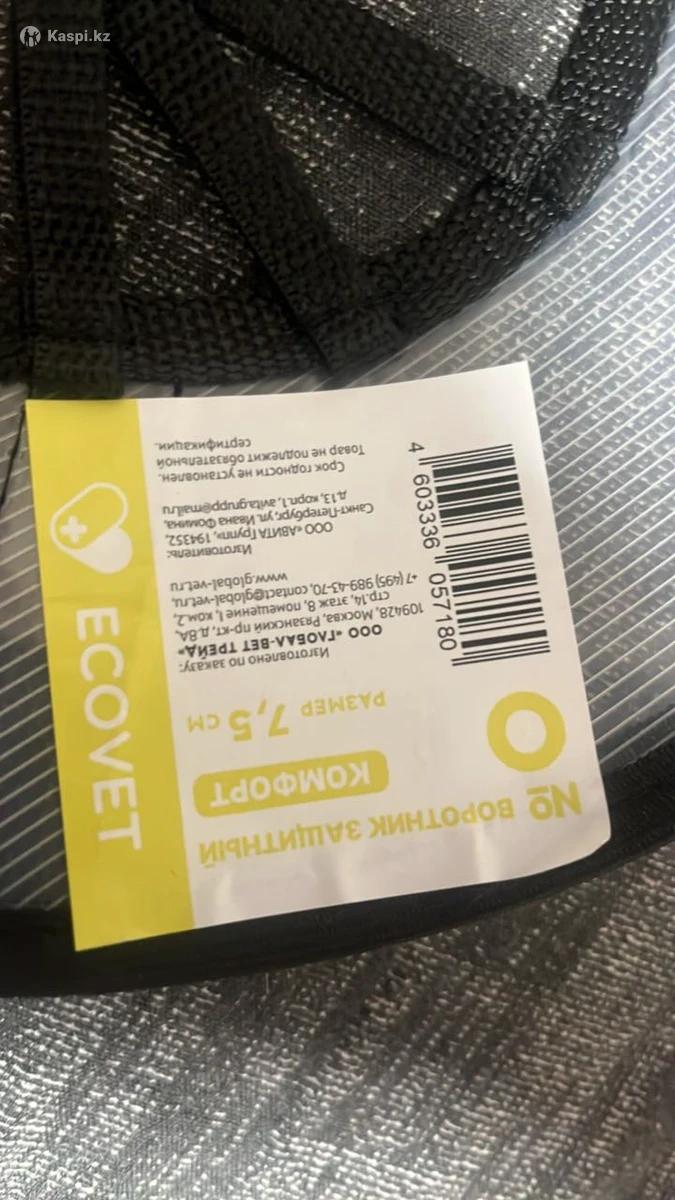 Kaspi.kz
ECOVET
№ ВОРОТНИК ЗАЩИТНЫЙ
КОМФОРТ
0
РАЗМЕР 7,5 СМ
Изготовлено по заказу:
ООО «ГЛОБАЛ-ВЕТ ТРЕЙД»
109428, Москва, Рязанский пр-кт, д.8А,
стр.14, этаж 8, помещение I, ком.2,
+7 (495) 989-43-70, contact@global-vet.ru,
www.global-vet.ru
Изготовитель:
ООО «АВИТА Групп», 194352,
Санкт-Петербург, ул. Ивана Фомина,
д.13, корп.1, avita.grupp@mail.ru
Срок годности не установлен.
Товар не подлежит обязательной
сертификации.
4 603336 057180